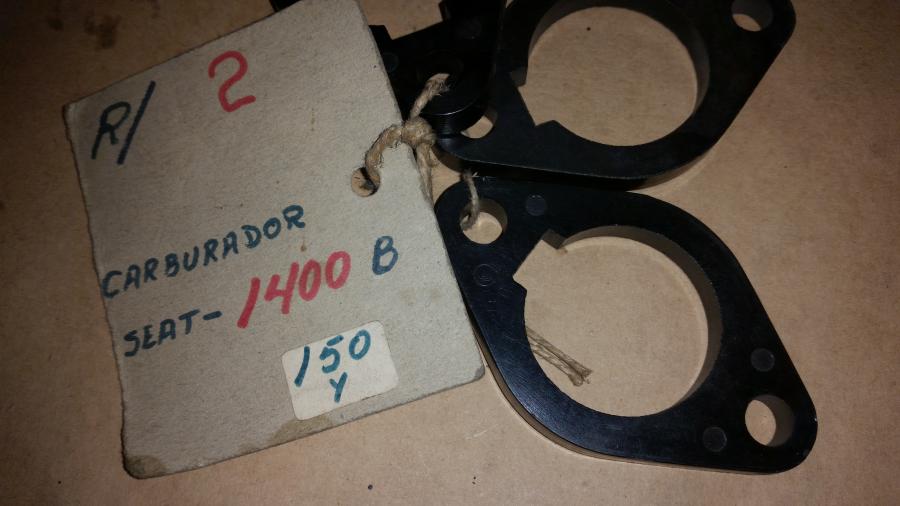 R/ 2
CARBURADOR
SEAT- 1400 B
150
Y